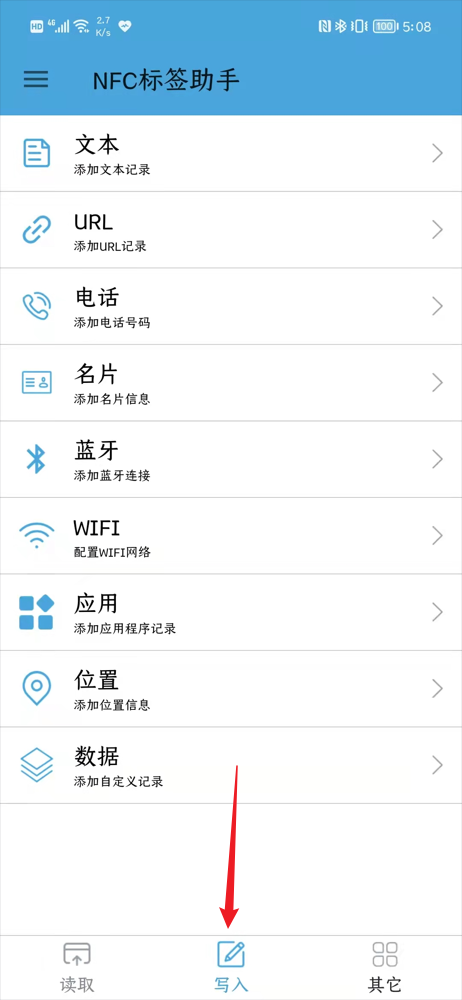 HD 4G 2.7 K/s 100 5:08
NFC标签助手
文本
添加文本记录
URL
添加URL记录
电话
添加电话号码
名片
添加名片信息
蓝牙
添加蓝牙连接
WIFI
配置WIFI网络
应用
添加应用程序记录
位置
添加位置信息
数据
添加自定义记录
读取 写入 其它